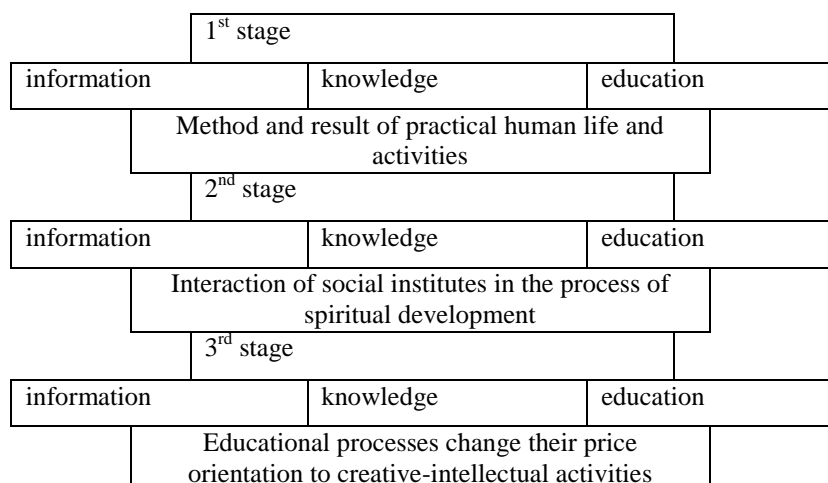 1st stage
information knowledge education
Method and result of practical human life and
activities
2nd stage
information knowledge education
Interaction of social institutes in the process of
spiritual development
3rd stage
information knowledge education
Educational processes change their price
orientation to creative-intellectual activities